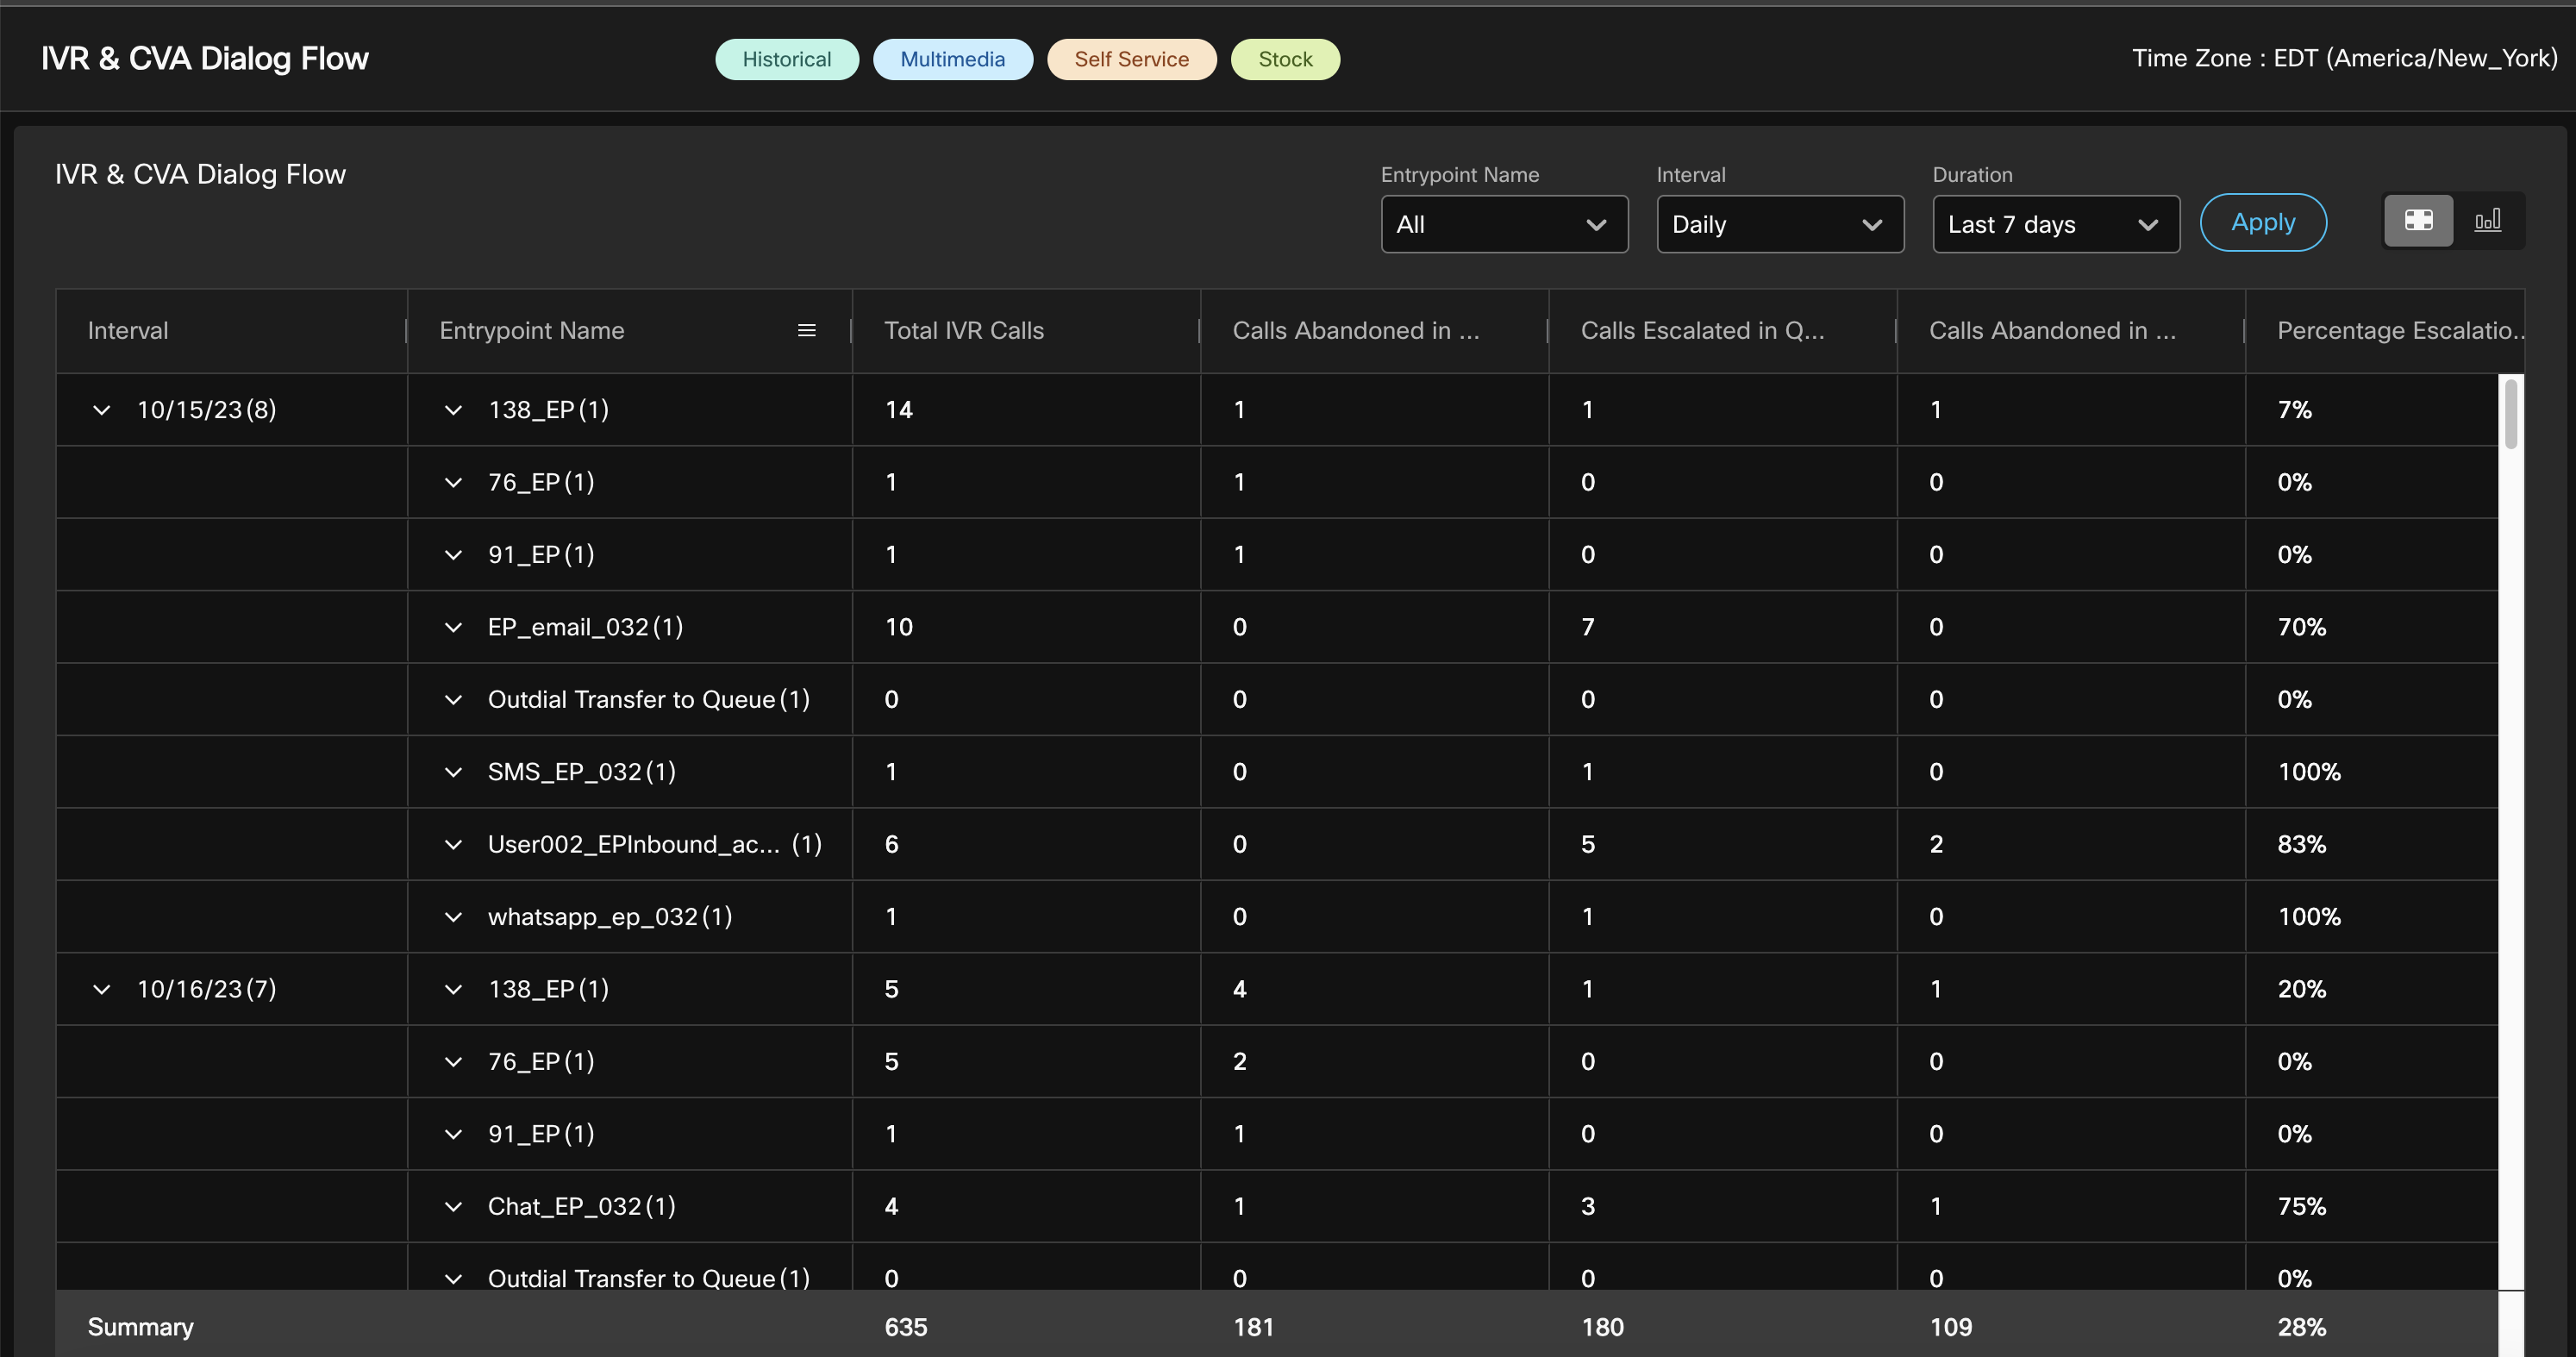 IVR & CVA Dialog Flow Historical Multimedia Self Service Stock Time Zone : EDT (America/New_York)
IVR & CVA Dialog Flow
Entrypoint Name Interval Duration
All Daily Last 7 days Apply
Interval Entrypoint Name Total IVR Calls Calls Abandoned in ... Calls Escalated in Q... Calls Abandoned in ... Percentage Escalatio..
10/15/23(8) 138_EP(1) 14 1 1 1 7%
76_EP(1) 1 1 0 0 0%
91_EP(1) 1 1 0 0 0%
EP_email_032(1) 10 0 7 0 70%
Outdial Transfer to Queue(1) 0 0 0 0 0%
SMS_EP_032(1) 1 0 1 0 100%
User002_EPInbound_ac... (1) 6 0 5 2 83%
whatsapp_ep_032(1) 1 0 1 0 100%
10/16/23(7) 138_EP(1) 5 4 1 1 20%
76_EP(1) 5 2 0 0 0%
91_EP(1) 1 1 0 0 0%
Chat_EP_032(1) 4 1 3 1 75%
Outdial Transfer to Queue(1) 0 0 0 0 0%
Summary 635 181 180 109 28%